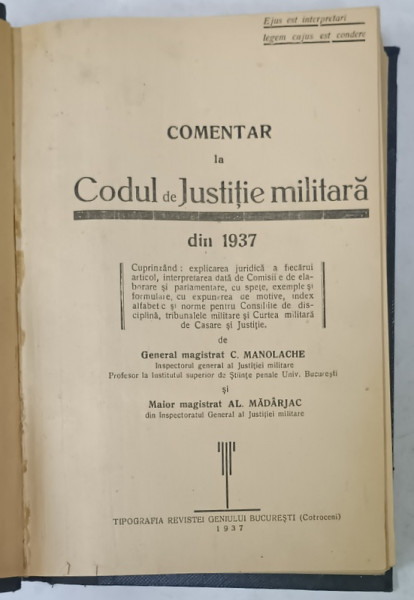 Ejus est interpretari
legem cujus est condere
COMENTAR
la
Codul de Justiție militară
din 1937
Cuprinzând: explicarea juridică a fiecărui
articol, interpretarea dată de Comisiile de ela-
borare și parlamentare, cu spețe, exemple și
formulare, cu expunerea de motive, index
alfabetic și norme pentru Consiliile de dis-
ciplină, tribunalele militare și Curtea militară
de Casare și Justiție.
de
General magistrat C. MANOLACHE
Inspectorul general al Justiției militare
Profesor la Institutul superior de Științe penale Univ. București
și
Maior magistrat AL. MĂDÂRJAC
din Inspectoratul General al Justiției militare
TIPOGRAFIA REVISTEI GENIULUI BUCUREȘTI (Cotroceni)
1937